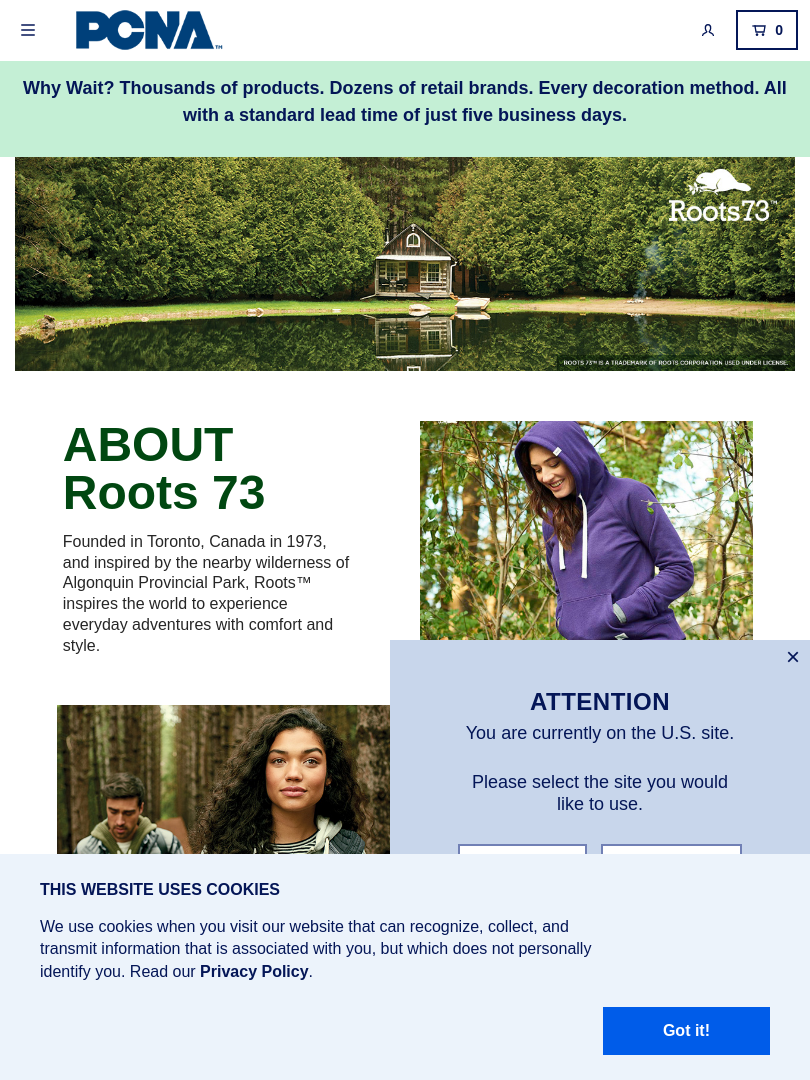 PCNA™
0
Why Wait? Thousands of products. Dozens of retail brands. Every decoration method. All
with a standard lead time of just five business days.
Roots73™
ROOTS 73™ IS A TRADEMARK OF ROOTS CORPORATION USED UNDER LICENSE.
ABOUT
Roots 73
Founded in Toronto, Canada in 1973,
and inspired by the nearby wilderness of
Algonquin Provincial Park, Roots™
inspires the world to experience
everyday adventures with comfort and
style.
ATTENTION
You are currently on the U.S. site.
Please select the site you would
like to use.
THIS WEBSITE USES COOKIES
We use cookies when you visit our website that can recognize, collect, and
transmit information that is associated with you, but which does not personally
identify you. Read our Privacy Policy.
Got it!